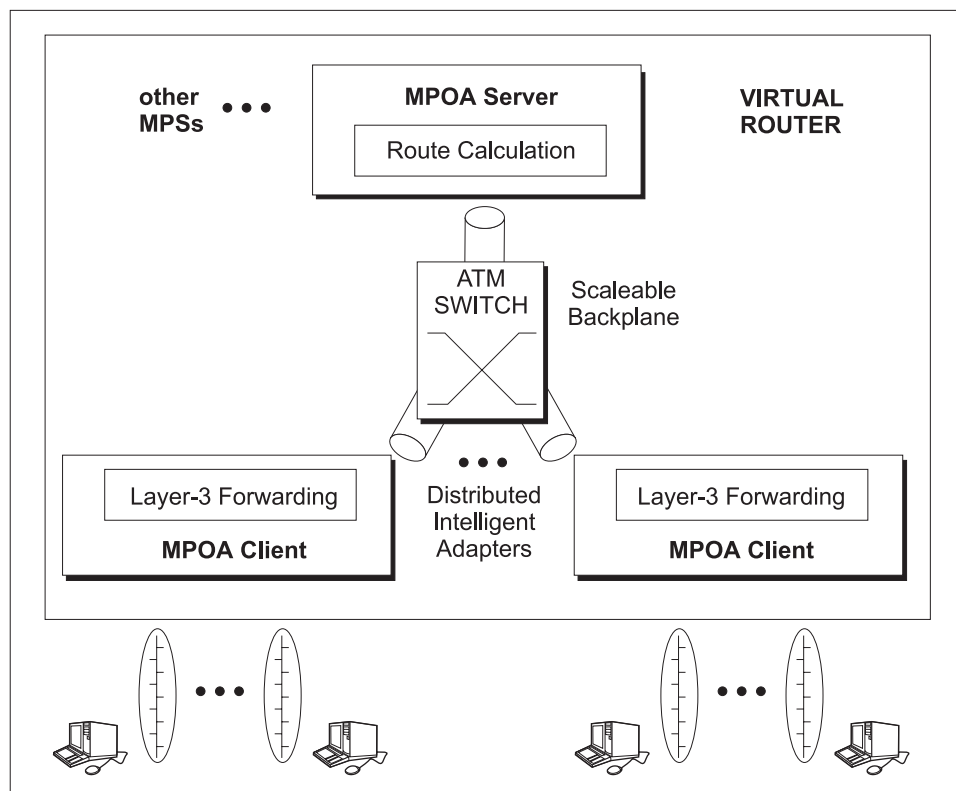 other
MPSs
MPOA Server
Route Calculation
VIRTUAL
ROUTER
ATM
SWITCH
Scaleable
Backplane
Layer-3 Forwarding
MPOA Client
Distributed
Intelligent
Adapters
Layer-3 Forwarding
MPOA Client